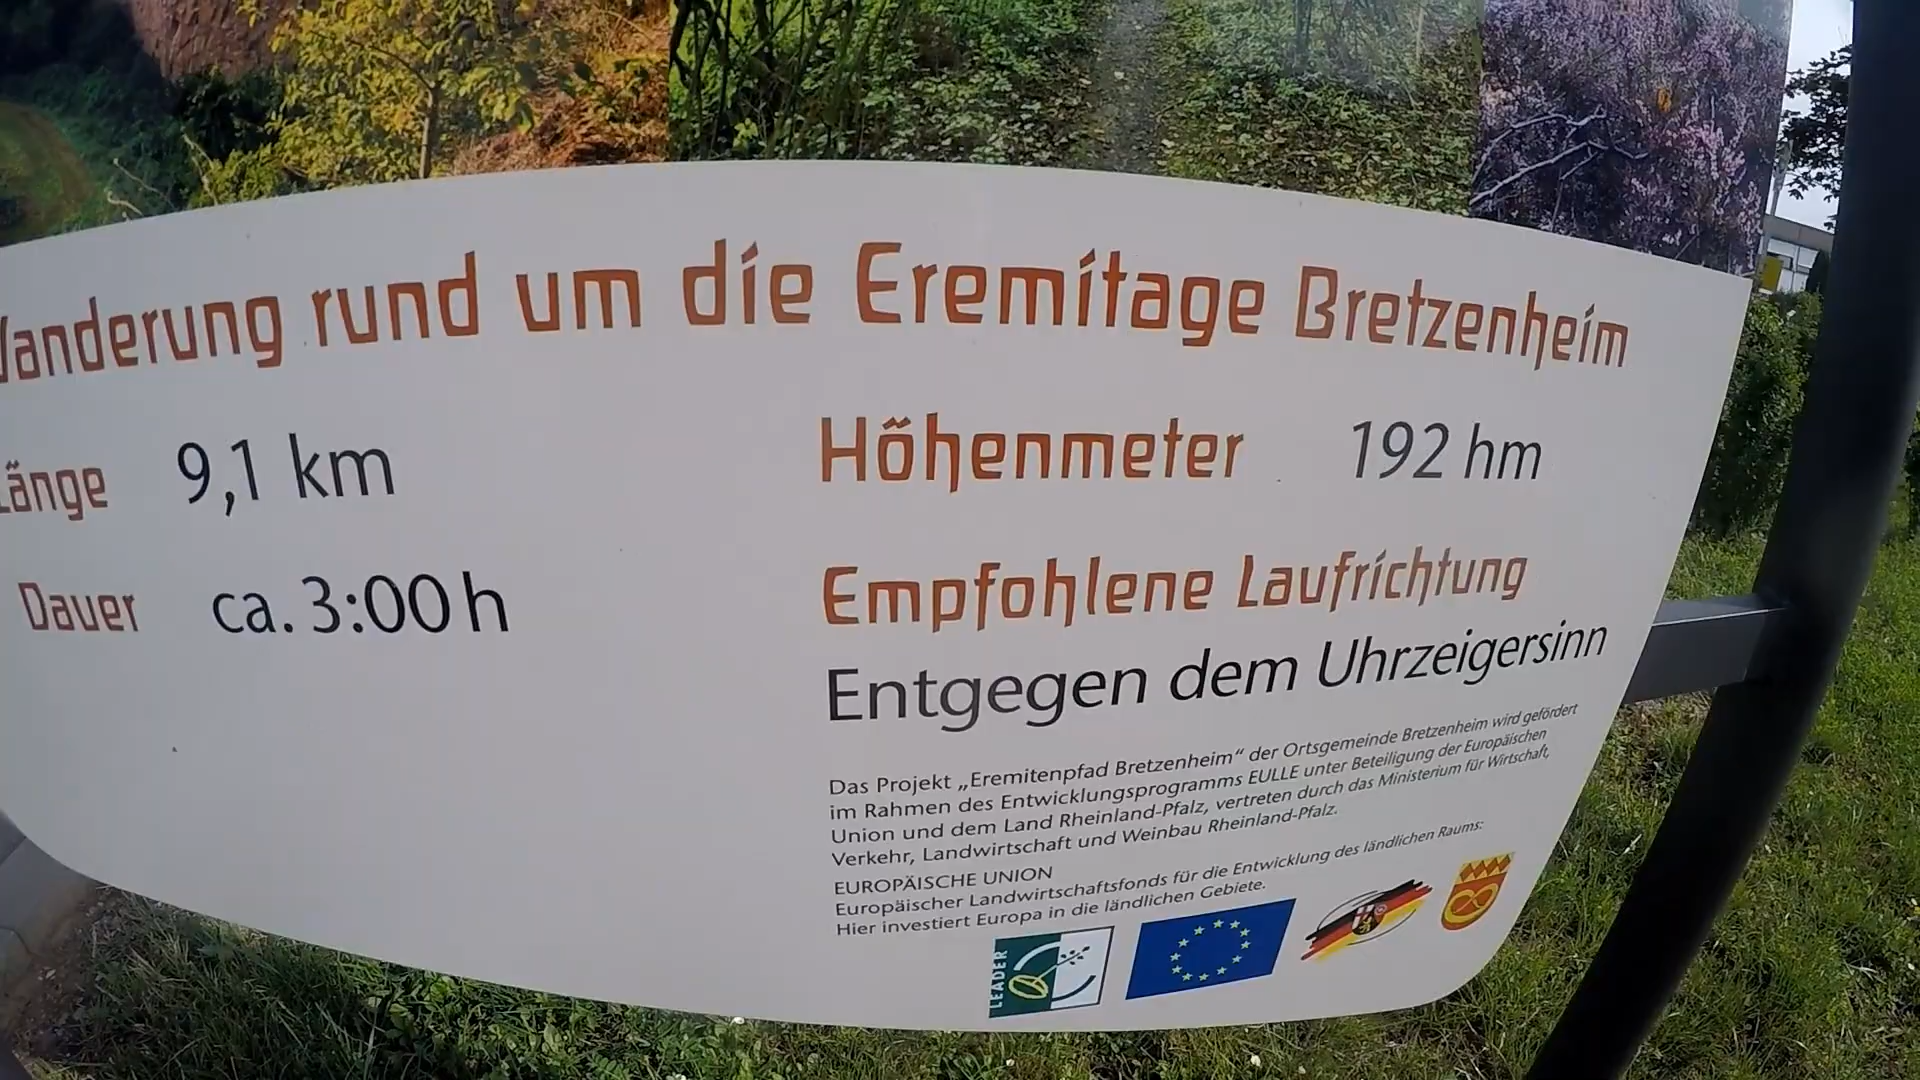 Wanderung rund um die Eremitage Bretzenheim
Länge 9,1 km
Höhenmeter 192 hm
Dauer ca. 3:00 h
Empfohlene Laufrichtung
Entgegen dem Uhrzeigersinn
Das Projekt „Eremitenpfad Bretzenheim“ der Ortsgemeinde Bretzenheim wird gefördert
im Rahmen des Entwicklungsprogramms EULLE unter Beteiligung der Europäischen
Union und dem Land Rheinland-Pfalz, vertreten durch das Ministerium für Wirtschaft,
Verkehr, Landwirtschaft und Weinbau Rheinland-Pfalz.
EUROPÄISCHE UNION
Europäischer Landwirtschaftsfonds für die Entwicklung des ländlichen Raums:
Hier investiert Europa in die ländlichen Gebiete.
LEADER